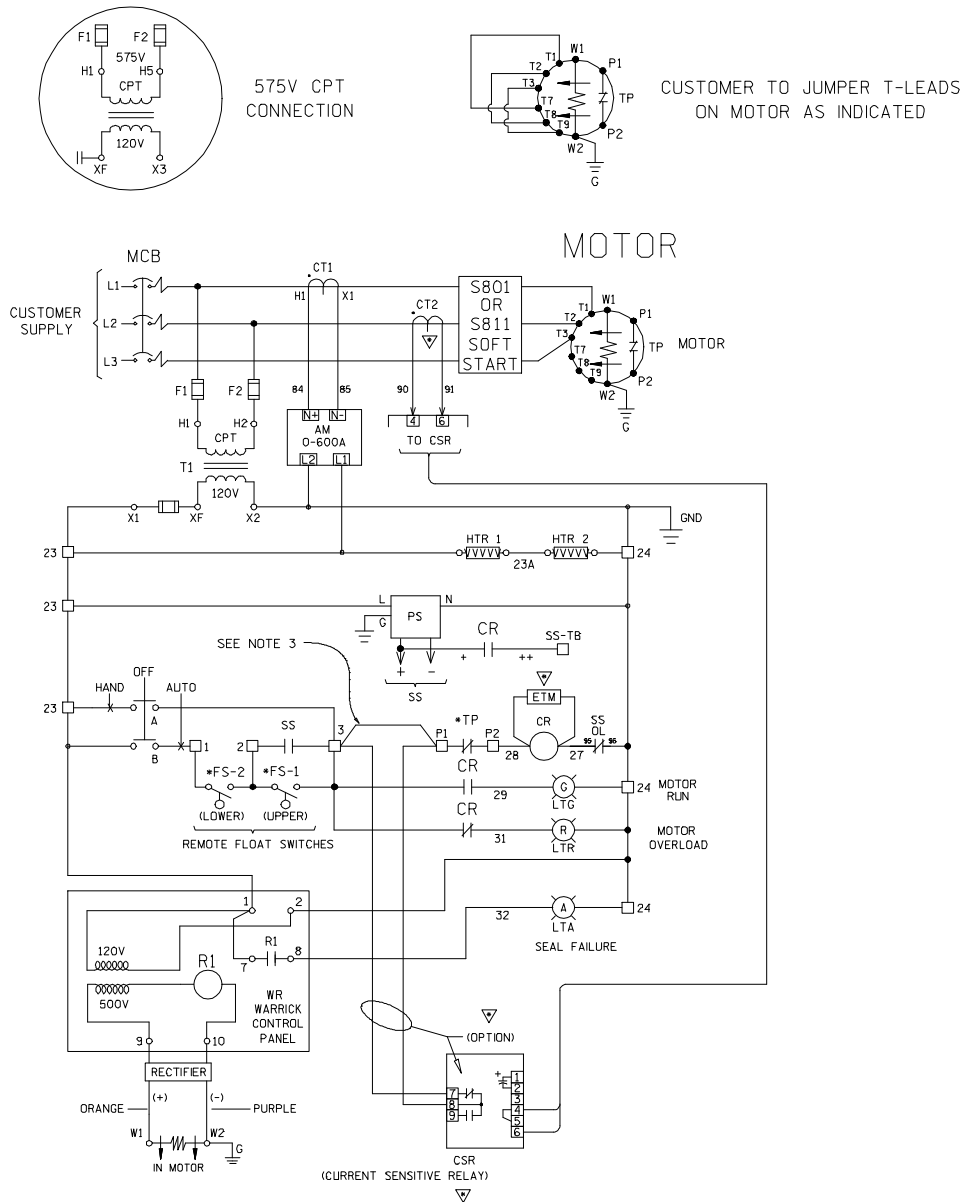 F1 F2
575V
H1 H5
CPT
120V
XF X3
575V CPT
CONNECTION
T1 W1
T2 P1
T3
TP
T7
T8
T9 P2
W2
G
CUSTOMER TO JUMPER T-LEADS
ON MOTOR AS INDICATED
MOTOR
MCB
CUSTOMER
SUPPLY
L1
L2
L3
CT1
H1 X1
CT2
*
S801
OR
S811
SOFT
START
T1 W1
T2 P1
T3
T7 TP MOTOR
T8
T9 P2
W2
G
F1 F2
84 85
90 91
N+ N-
AM
0-600A
L2 L1
4 6
TO CSR
H1 H2
CPT
T1
120V
X1 XF X2
GND
23 HTR 1 HTR 2 24
23A
23 L PS N
G
CR
SS-TB
+ ++
+ -
SS
SEE NOTE 3
OFF
HAND AUTO
23
A
B
1 2 SS 3
P1 *TP P2
*
ETM
CR
28 27
SS
OL
95 96
*FS-2 *FS-1
(LOWER) (UPPER)
REMOTE FLOAT SWITCHES
CR
29 G 24
LTG
MOTOR
RUN
CR
31 R
LTR
MOTOR
OVERLOAD
1 2
32 A 24
LTA
SEAL FAILURE
R1
7 8
120V
500V
R1
WR
WARRICK
CONTROL
PANEL
9 10
RECTIFIER
(+) (-)
ORANGE PURPLE
W1 W2
G
IN MOTOR
*
(OPTION)
7
8
9
+
1
2
3
4
5
6
CSR
(CURRENT SENSITIVE RELAY)
*